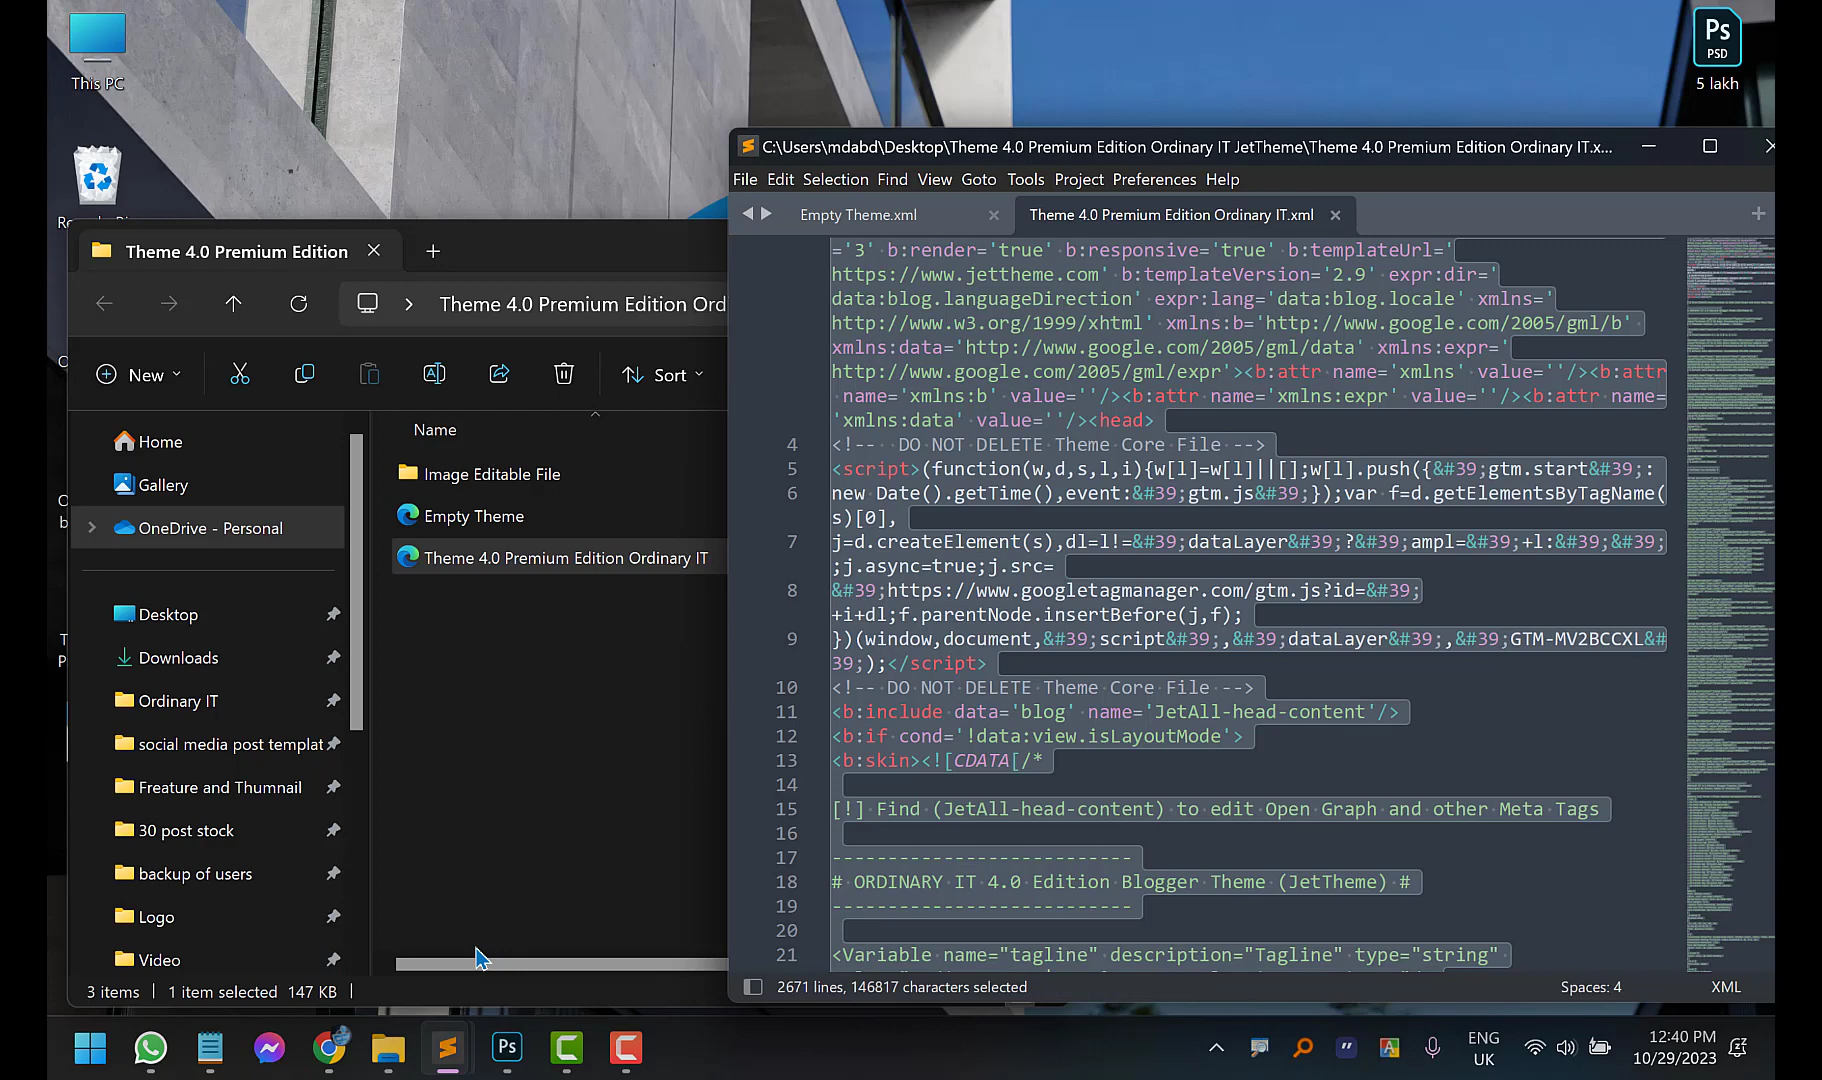 This PC
Ps
PSD
5 lakh
C:\Users\mdabd\Desktop\Theme 4.0 Premium Edition Ordinary IT JetTheme\Theme 4.0 Premium Edition Ordinary IT.x...
File Edit Selection Find View Goto Tools Project Preferences Help
Empty Theme.xml
Theme 4.0 Premium Edition Ordinary IT.xml
Theme 4.0 Premium Edition
Theme 4.0 Premium Edition Ord
New
Sort
Home
Gallery
OneDrive - Personal
Desktop
Downloads
Ordinary IT
social media post templat
Freature and Thumnail
30 post stock
backup of users
Logo
Video
Name
Image Editable File
Empty Theme
Theme 4.0 Premium Edition Ordinary IT
3 items 1 item selected 147 KB
='3' b:render='true' b:responsive='true' b:templateUrl='
https://www.jettheme.com' b:templateVersion='2.9' expr:dir='
data:blog.languageDirection' expr:lang='data:blog.locale' xmlns='
http://www.w3.org/1999/xhtml' xmlns:b='http://www.google.com/2005/gml/b'
xmlns:data='http://www.google.com/2005/gml/data' xmlns:expr='
http://www.google.com/2005/gml/expr'><b:attr name='xmlns' value=''/><b:attr
name='xmlns:b' value=''/><b:attr name='xmlns:expr' value=''/><b:attr name=
'xmlns:data' value=''/><head>
4 <!-- DO NOT DELETE Theme Core File -->
5 <script>(function(w,d,s,l,i){w[l]=w[l]||[];w[l].push({&#39;gtm.start&#39;:
6 new Date().getTime(),event:&#39;gtm.js&#39;});var f=d.getElementsByTagName(
s)[0],
7 j=d.createElement(s),dl=l!=&#39;dataLayer&#39;?&#39;&amp;l=&#39;+l:&#39;&#39;
;j.async=true;j.src=
8 &#39;https://www.googletagmanager.com/gtm.js?id=&#39;
+i+dl;f.parentNode.insertBefore(j,f);
9 })(window,document,&#39;script&#39;,&#39;dataLayer&#39;,&#39;GTM-MV2BCCXL&#
39;);</script>
10 <!-- DO NOT DELETE Theme Core File -->
11 <b:include data='blog' name='JetAll-head-content'/>
12 <b:if cond='!data:view.isLayoutMode'>
13 <b:skin><![CDATA[/*
14
15 [!] Find (JetAll-head-content) to edit Open Graph and other Meta Tags
16
17 ---------------------------
18 # ORDINARY IT 4.0 Edition Blogger Theme (JetTheme) #
19 ---------------------------
20
21 <Variable name="tagline" description="Tagline" type="string"
2671 lines, 146817 characters selected
Spaces: 4
XML
Ps
ENG
UK
12:40 PM
10/29/2023